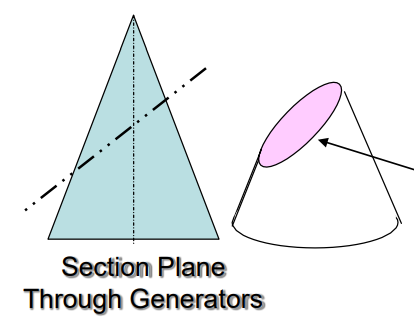 Section Plane
Through Generators